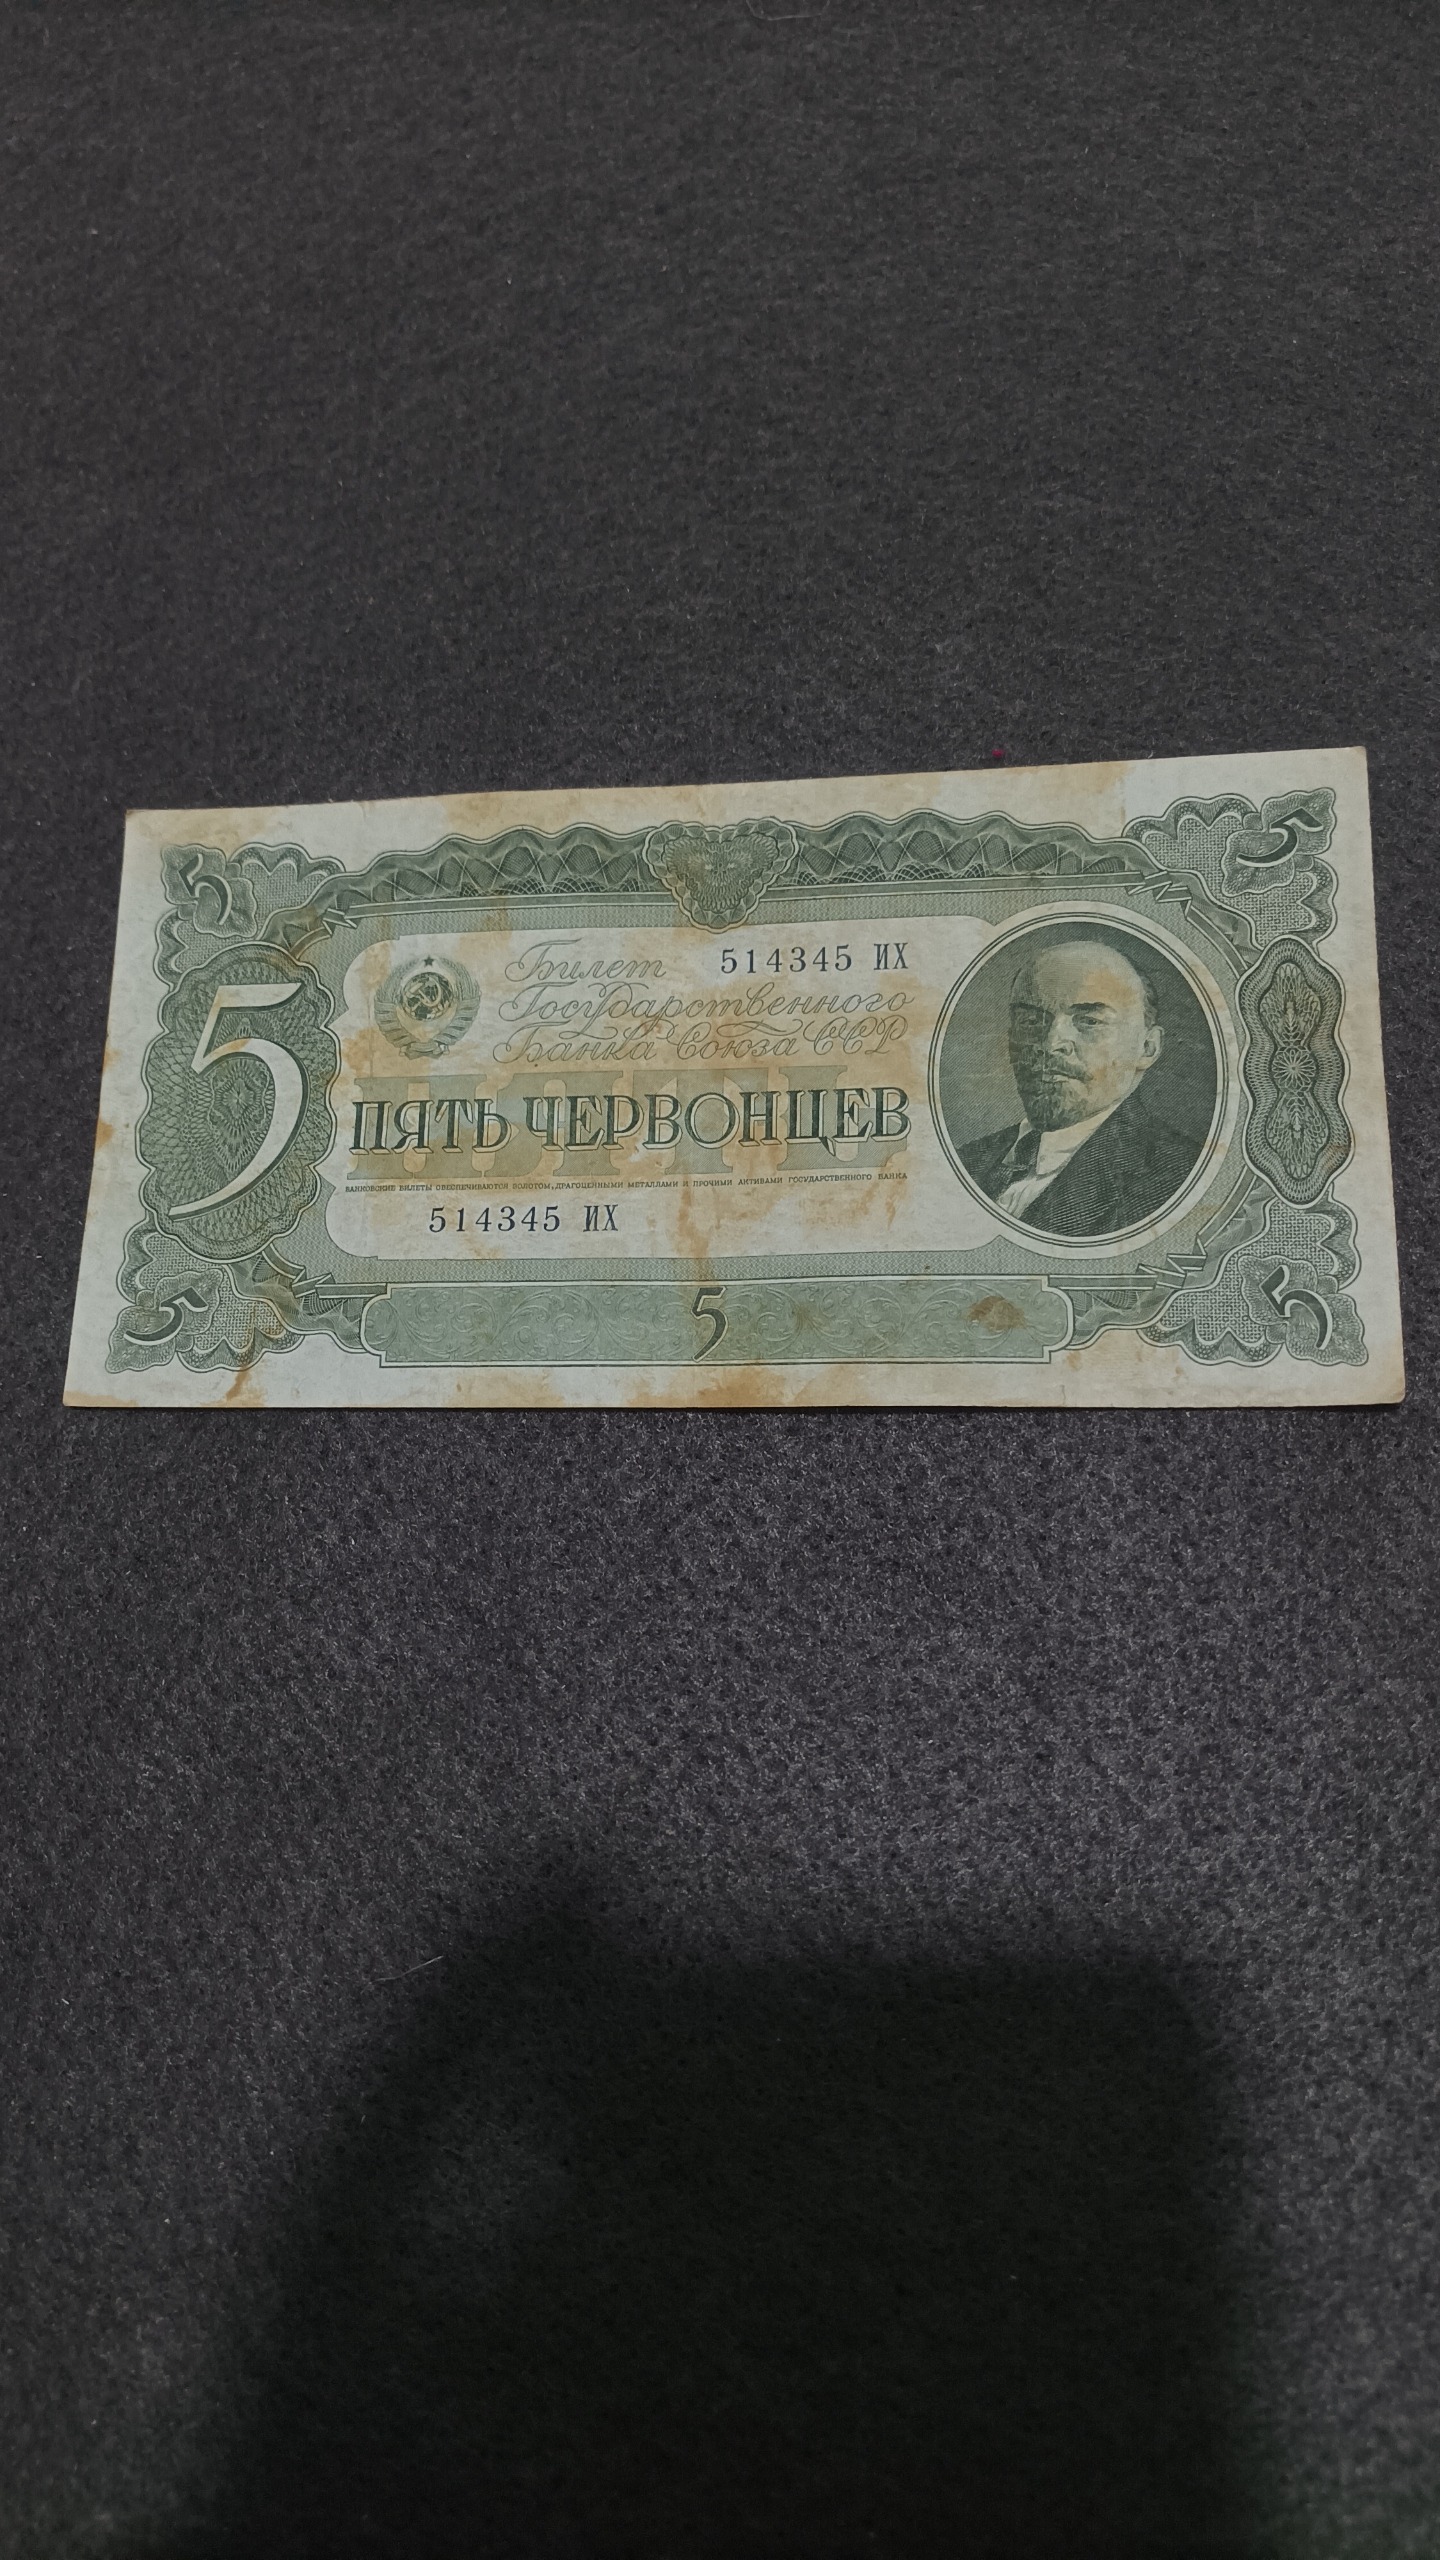 5 5
Билет 514345 ИХ
Государственного
Банка Союза ССР
5 ПЯТЬ
ПЯТЬ ЧЕРВОНЦЕВ
БАНКОВСКИЕ БИЛЕТЫ ОБЕСПЕЧИВАЮТСЯ ЗОЛОТОМ, ДРАГОЦЕННЫМИ МЕТАЛЛАМИ И ПРОЧИМИ АКТИВАМИ ГОСУДАРСТВЕННОГО БАНКА
514345 ИХ
5 5 5